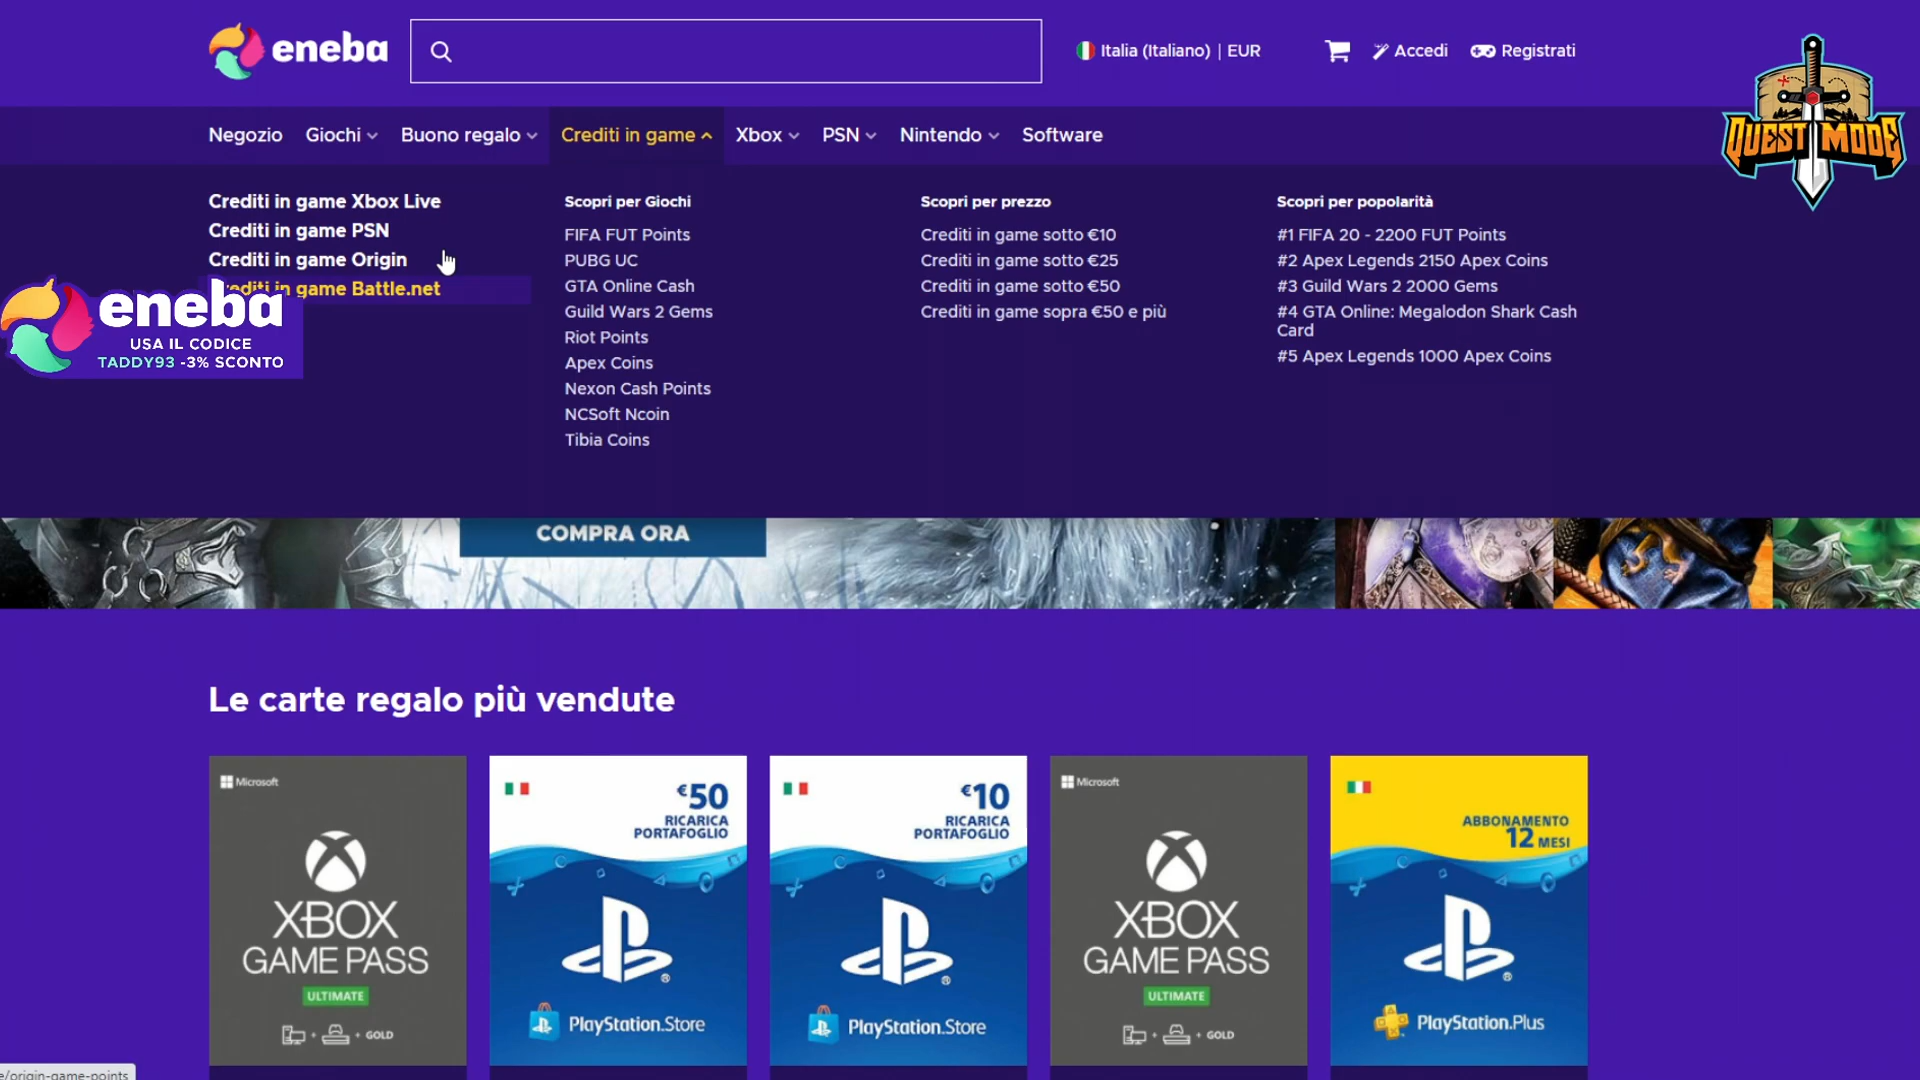 eneba
Italia (Italiano) | EUR
Accedi
Registrati
QUEST MODE
Negozio
Giochi
Buono regalo
Crediti in game
Xbox
PSN
Nintendo
Software
Crediti in game Xbox Live
Crediti in game PSN
Crediti in game Origin
in game Battle.net
eneba
USA IL CODICE
TADDY93 -3% SCONTO
Scopri per Giochi
FIFA FUT Points
PUBG UC
GTA Online Cash
Guild Wars 2 Gems
Riot Points
Apex Coins
Nexon Cash Points
NCSoft Ncoin
Tibia Coins
Scopri per prezzo
Crediti in game sotto €10
Crediti in game sotto €25
Crediti in game sotto €50
Crediti in game sopra €50 e più
Scopri per popolarità
#1 FIFA 20 - 2200 FUT Points
#2 Apex Legends 2150 Apex Coins
#3 Guild Wars 2 2000 Gems
#4 GTA Online: Megalodon Shark Cash
Card
#5 Apex Legends 1000 Apex Coins
COMPRA ORA
Le carte regalo più vendute
Microsoft
XBOX
GAME PASS
ULTIMATE
+ + GOLD
€50
RICARICA
PORTAFOGLIO
PlayStation.Store
€10
RICARICA
PORTAFOGLIO
PlayStation.Store
Microsoft
XBOX
GAME PASS
ULTIMATE
+ + GOLD
ABBONAMENTO
12 MESI
PlayStation.Plus
e/origin-game-points